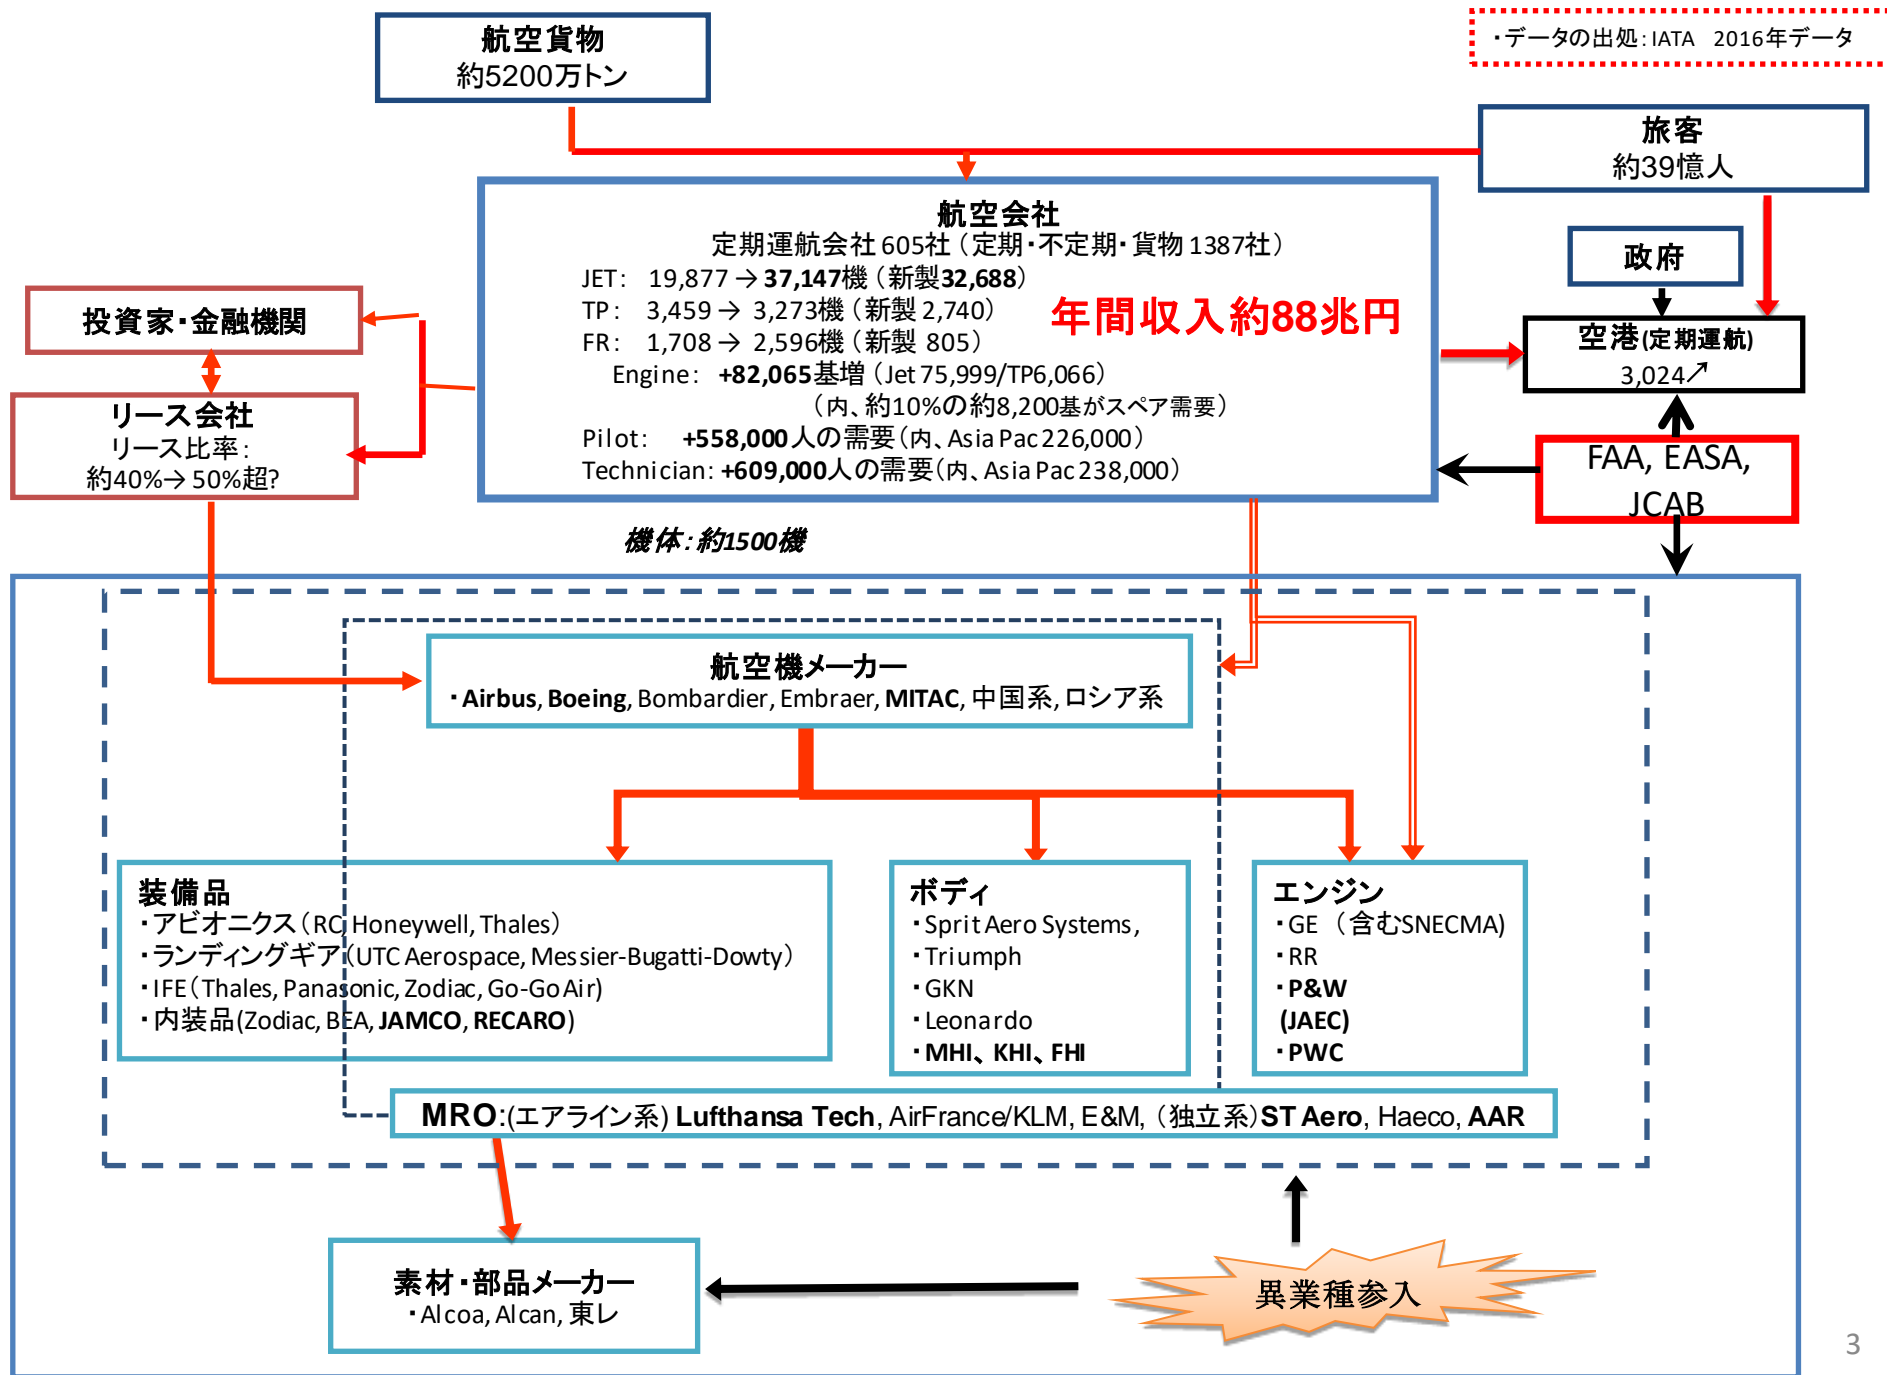 航空貨物
約5200万トン
・データの出処：IATA　2016年データ
旅客
約39億人
航空会社
定期運航会社 605社（定期・不定期・貨物 1387社）
JET:　19,877 → 37,147機（新製32,688）
TP:　3,459 → 3,273機（新製 2,740）
FR:　1,708 → 2,596機（新製 805）
年間収入約88兆円
Engine: +82,065基増（Jet 75,999/TP6,066）
（内、約10%の約8,200基がスペア需要）
Pilot:　+558,000人の需要（内、Asia Pac 226,000）
Technician: +609,000人の需要（内、Asia Pac 238,000）
政府
空港(定期運航)
3,024↗
FAA, EASA,
JCAB
投資家・金融機関
リース会社
リース比率：
約40%→ 50%超?
機体：約1500機
航空機メーカー
・Airbus, Boeing, Bombardier, Embraer, MITAC, 中国系, ロシア系
装備品
・アビオニクス（RC, Honeywell, Thales）
・ランディングギア（UTC Aerospace, Messier-Bugatti-Dowty）
・IFE（Thales, Panasonic, Zodiac, Go-Go Air)
・内装品(Zodiac, BEA, JAMCO, RECARO)
ボディ
・Sprit Aero Systems,
・Triumph
・GKN
・Leonardo
・MHI、KHI、FHI
エンジン
・GE （含むSNECMA)
・RR
・P&W
(JAEC)
・PWC
MRO:(エアライン系) Lufthansa Tech, AirFrance/KLM, E&M,（独立系）ST Aero, Haeco, AAR
素材・部品メーカー
・Alcoa, Alcan, 東レ
異業種参入
3